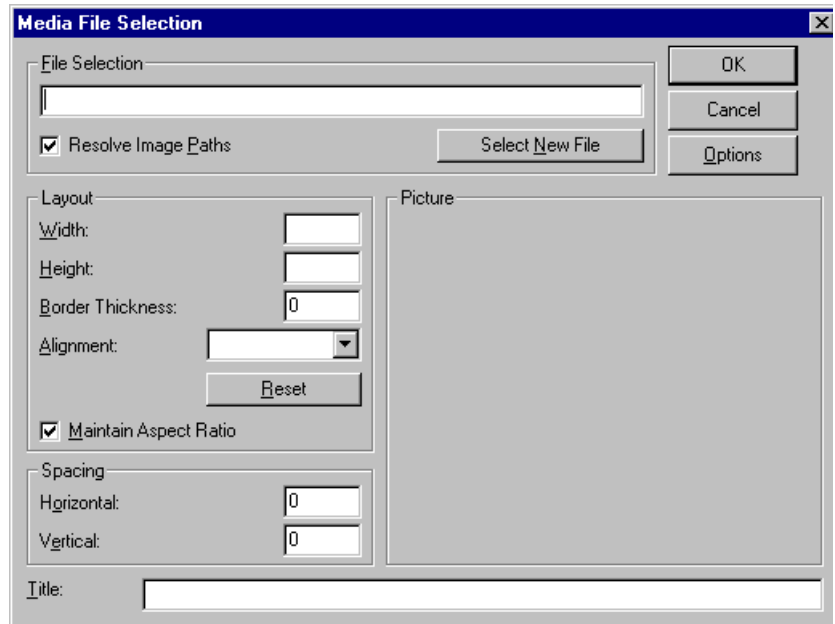 Media File Selection
File Selection
OK
Cancel
Resolve Image Paths
Select New File
Options
Layout
Picture
Width:
Height:
Border Thickness:
0
Alignment:
Reset
Maintain Aspect Ratio
Spacing
Horizontal:
0
Vertical:
0
Title: